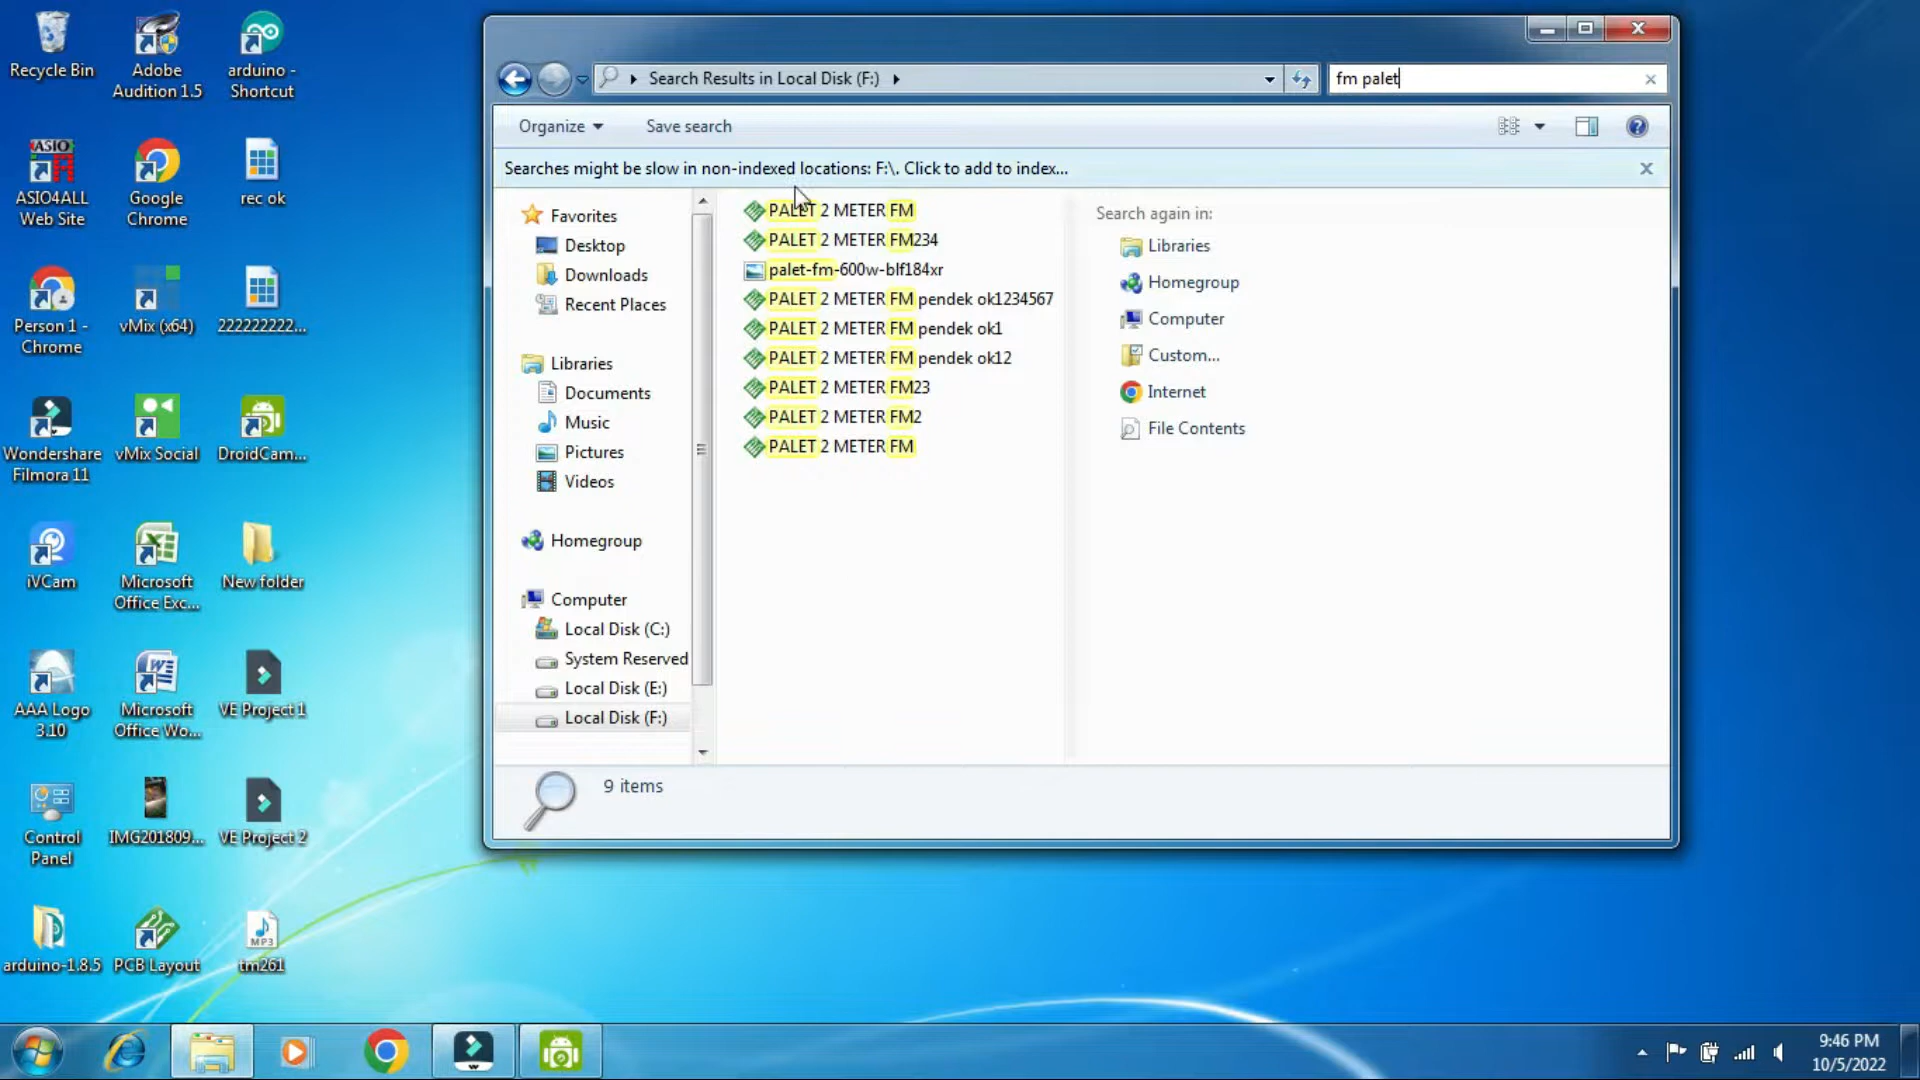 Recycle Bin
Adobe
Audition 1.5
arduino -
Shortcut
ASIO
ASIO4ALL
Web Site
Google
Chrome
rec ok
Person 1 -
Chrome
vMix (x64)
222222222...
Wondershare
Filmora 11
vMix Social
DroidCam...
iVCam
Microsoft
Office Exc...
New folder
AAA Logo
3.10
Microsoft
Office Wo...
VE Project 1
Control
Panel
IMG201809...
VE Project 2
arduino-1.8.5
PCB Layout
MP3
tm261
Search Results in Local Disk (F:)
fm palet
Organize
Save search
Searches might be slow in non-indexed locations: F:\. Click to add to index...
Favorites
Desktop
Downloads
Recent Places
Libraries
Documents
Music
Pictures
Videos
Homegroup
Computer
Local Disk (C:)
System Reserved
Local Disk (E:)
Local Disk (F:)
PALET 2 METER FM
PALET 2 METER FM234
palet-fm-600w-blf184xr
PALET 2 METER FM pendek ok1234567
PALET 2 METER FM pendek ok1
PALET 2 METER FM pendek ok12
PALET 2 METER FM23
PALET 2 METER FM2
PALET 2 METER FM
Search again in:
Libraries
Homegroup
Computer
Custom...
Internet
File Contents
9 items
9:46 PM
10/5/2022